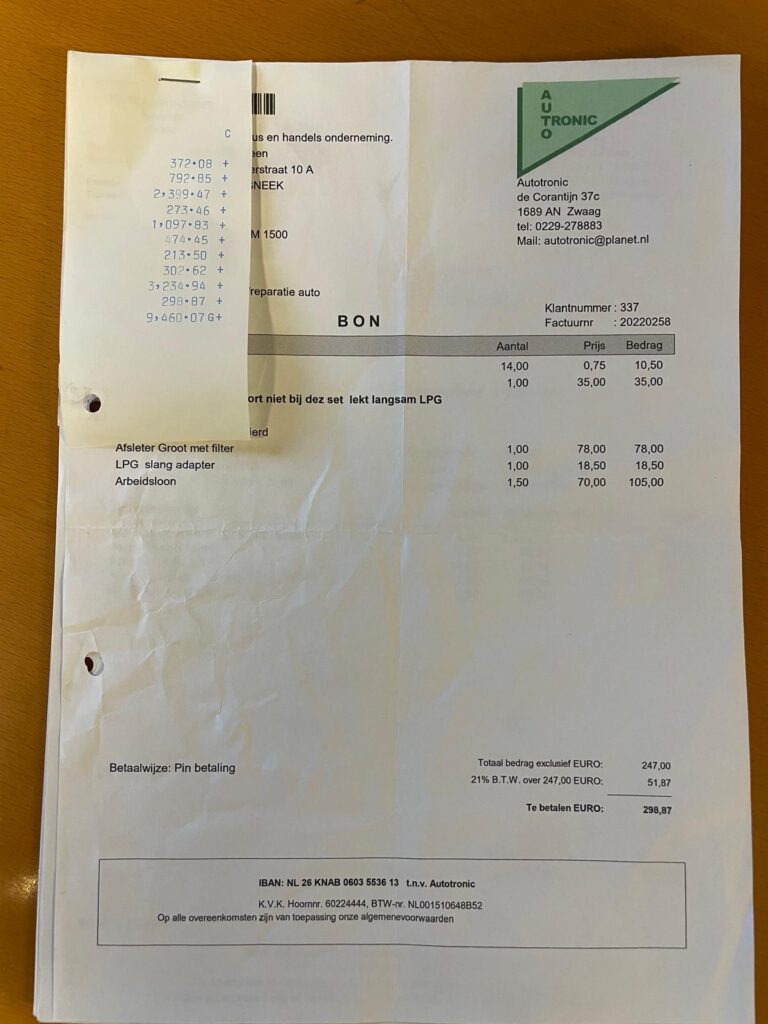 C
372.08 +
792.85 +
2,399.47 +
273.46 +
1,097.83 +
474.45 +
213.50 +
302.62 +
3,234.94 +
298.87 +
9,460.07 G+
us en handels onderneming.
een
erstraat 10 A
NEEK
M 1500
reparatie auto
AUTO
TRONIC
Autotronic
de Corantijn 37c
1689 AN Zwaag
tel: 0229-278883
Mail: autotronic@planet.nl
BON
Klantnummer : 337
Factuurnr : 20220258
Aantal Prijs Bedrag
14,00 0,75 10,50
1,00 35,00 35,00
ort niet bij dez set lekt langsam LPG
ierd
Afsleter Groot met filter 1,00 78,00 78,00
LPG slang adapter 1,00 18,50 18,50
Arbeidsloon 1,50 70,00 105,00
Betaalwijze: Pin betaling
Totaal bedrag exclusief EURO: 247,00
21% B.T.W. over 247,00 EURO: 51,87
Te betalen EURO: 298,87
IBAN: NL 26 KNAB 0603 5536 13 t.n.v. Autotronic
K.V.K. Hoornnr. 60224444, BTW-nr. NL001510648B52
Op alle overeenkomsten zijn van toepassing onze algemenevoorwaarden